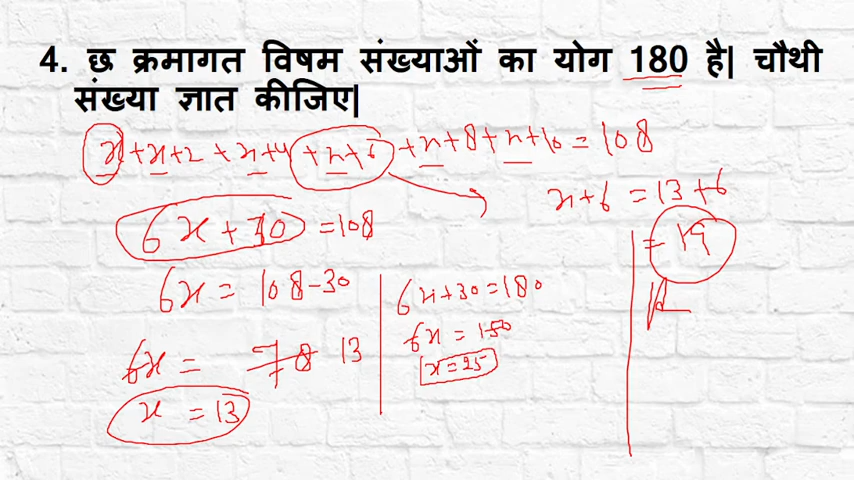 4. छ क्रमागत विषम संख्याओं का योग 180 है| चौथी
संख्या ज्ञात कीजिए|
x+x+2+x+4+x+6+x+8+x+10=108
6x+30=108
6x=108-30
6x= 78 13
x=13
6x+30=180
6x=150
x=25
x+6=13+6
=19